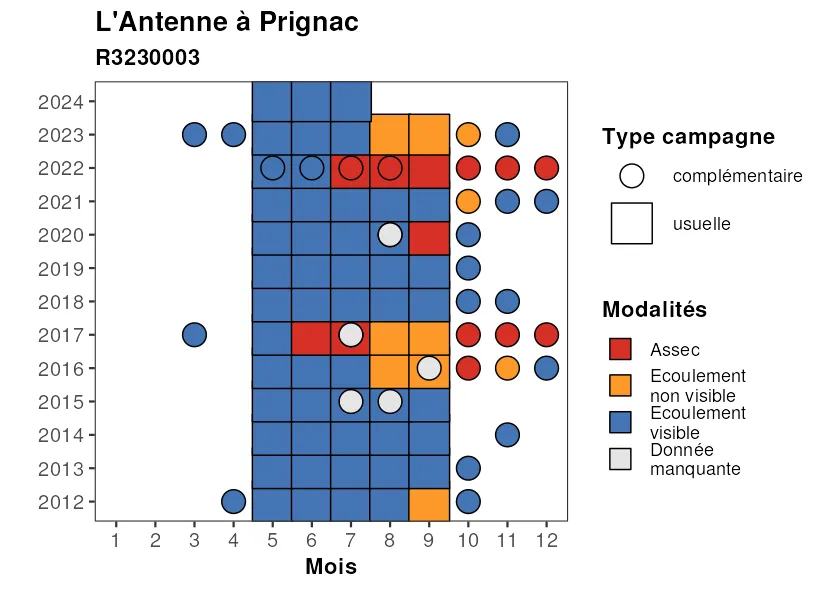 L'Antenne à Prignac
R3230003
2024
2023
2022
2021
2020
2019
2018
2017
2016
2015
2014
2013
2012
1 2 3 4 5 6 7 8 9 10 11 12
Mois
Type campagne
complémentaire
usuelle
Modalités
Assec
Ecoulement
non visible
Ecoulement
visible
Donnée
manquante